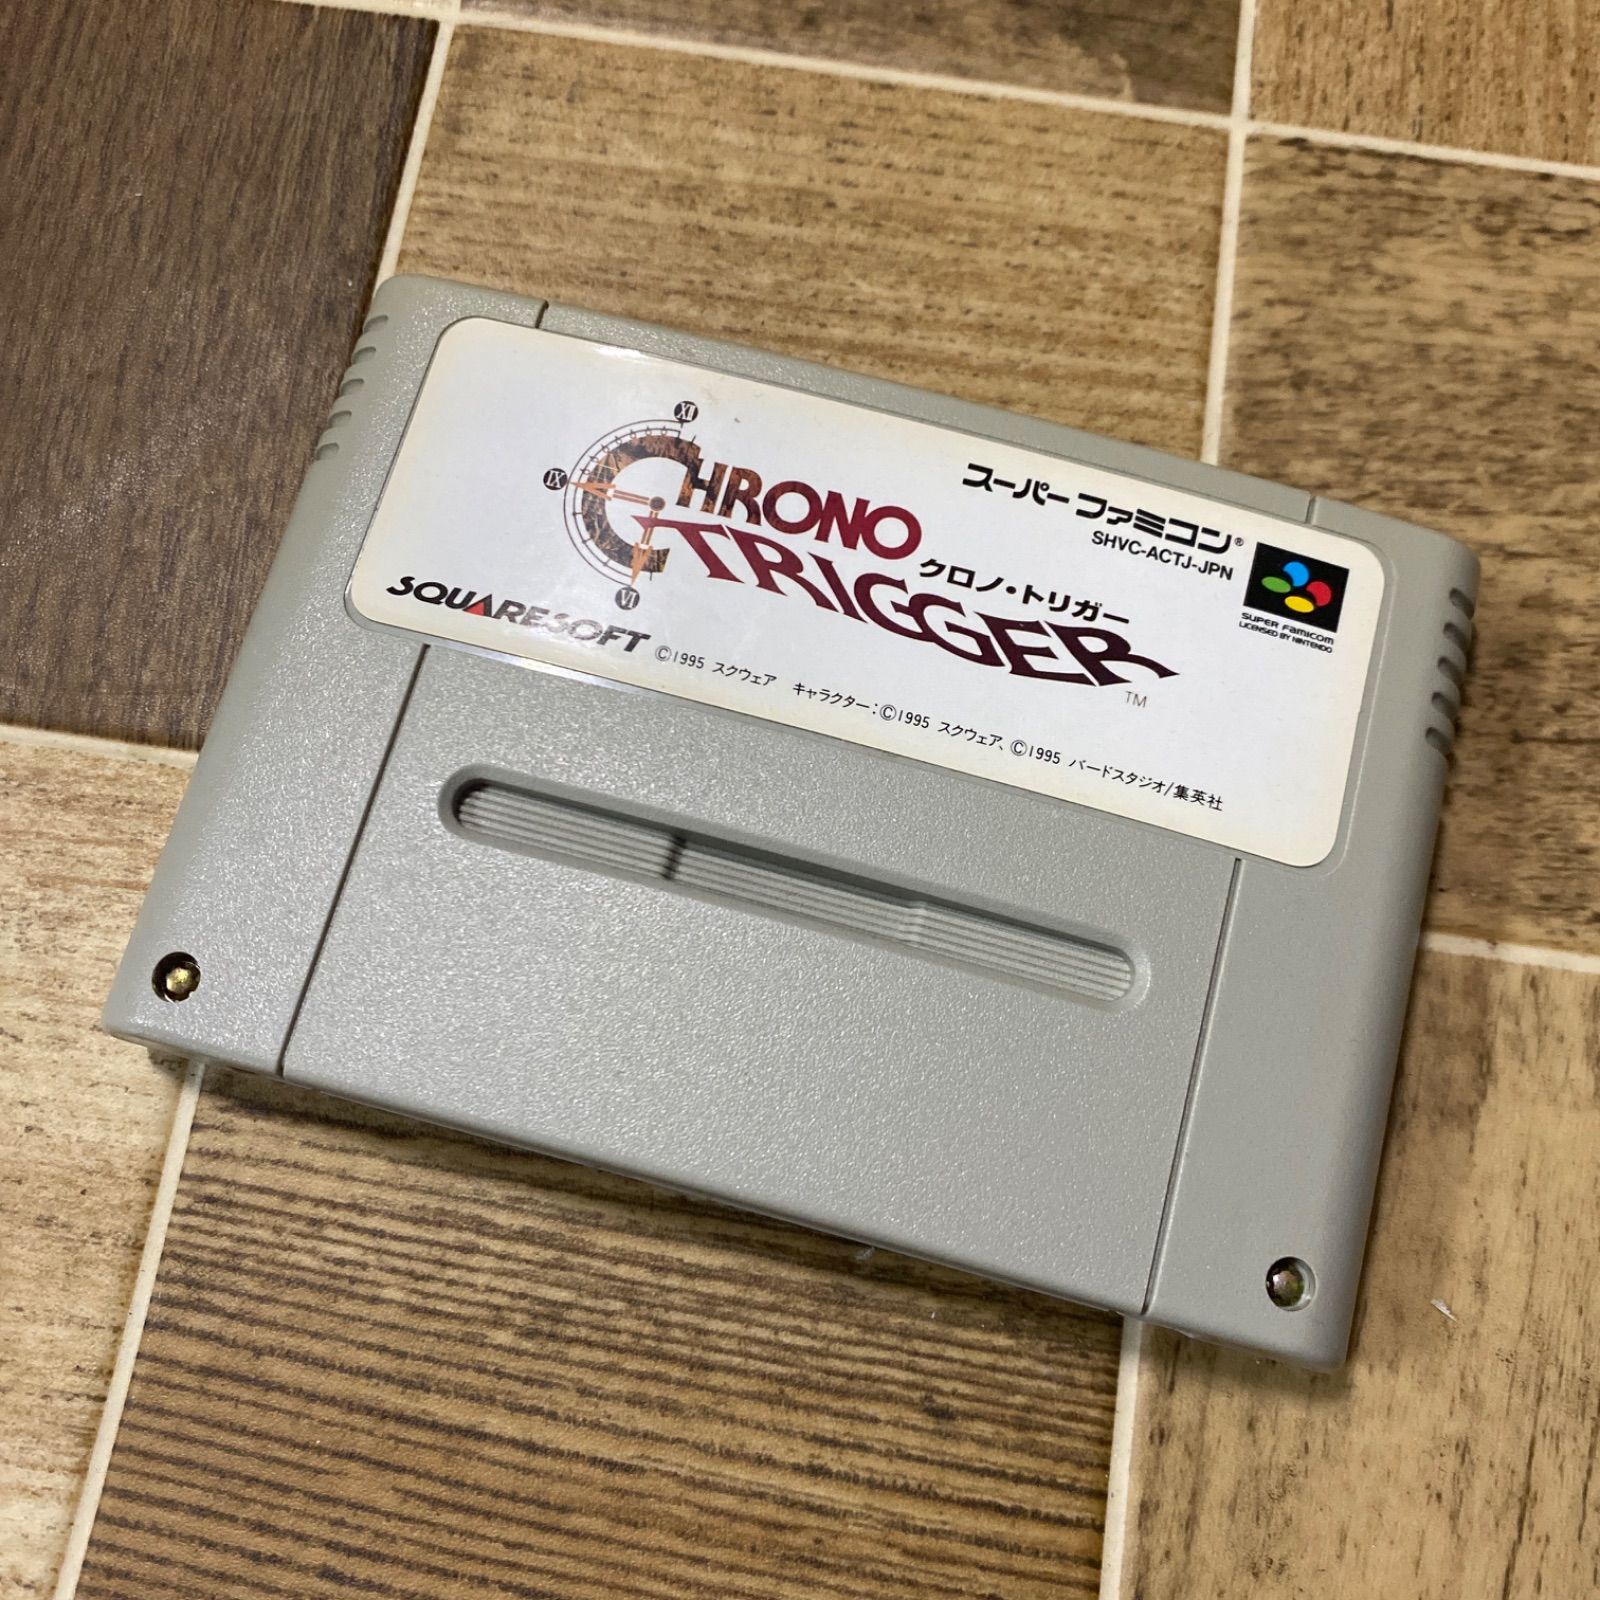 スーパーファミコン®
SHVC-ACTJ-JPN
XII
IX
VI
CHRONO
TRIGGER
クロノ・トリガー
TM
SUPER FAMICOM
LICENSED BY NINTENDO
SQUARESOFT
©1995 スクウェア キャラクター:©1995 スクウェア、©1995 バードスタジオ/集英社